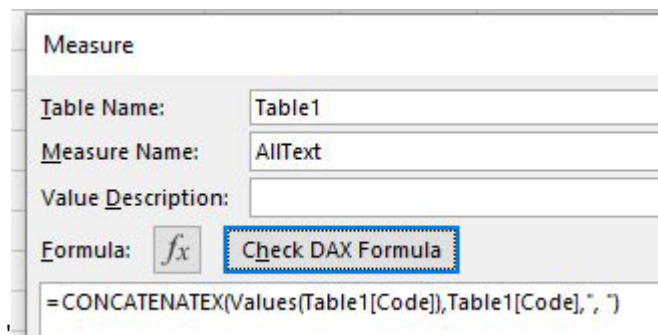 Measure
Table Name: Table1
Measure Name: AllText
Value Description:
Formula: fx Check DAX Formula
=CONCATENATEX(Values(Table1[Code]),Table1[Code],", ")